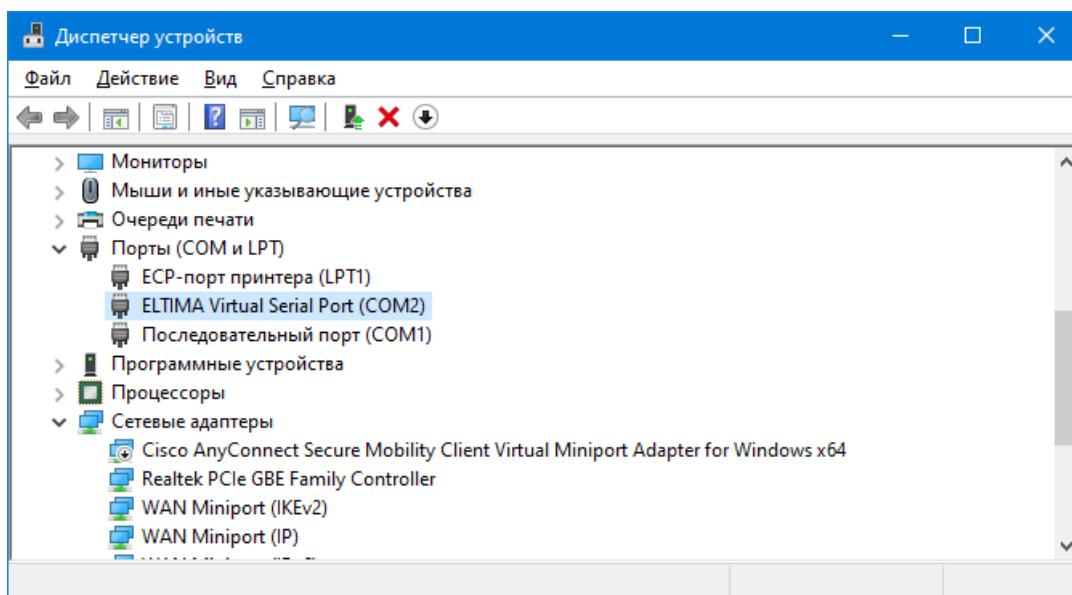 Диспетчер устройств
Файл Действие Вид Справка
Мониторы
Мыши и иные указывающие устройства
Очереди печати
Порты (COM и LPT)
ECP-порт принтера (LPT1)
ELTIMA Virtual Serial Port (COM2)
Последовательный порт (COM1)
Программные устройства
Процессоры
Сетевые адаптеры
Cisco AnyConnect Secure Mobility Client Virtual Miniport Adapter for Windows x64
Realtek PCIe GBE Family Controller
WAN Miniport (IKEv2)
WAN Miniport (IP)